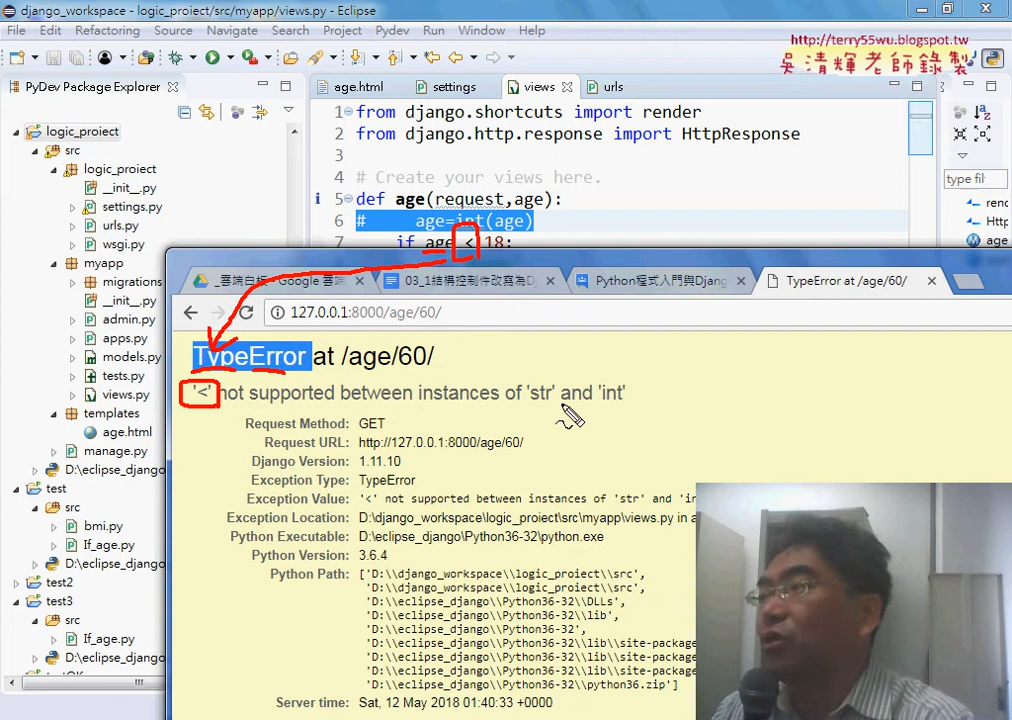 django_workspace - logic_project/src/myapp/views.py - Eclipse
File Edit Refactoring Source Navigate Search Project Pydev Run Window Help
http://terry55wu.blogspot.tw
吳清輝老師錄製
PyDev Package Explorer
age.html settings views urls
logic_project
src
logic_project
__init__.py
settings.py
urls.py
wsgi.py
myapp
migrations
__init__.py
admin.py
apps.py
models.py
tests.py
views.py
templates
age.html
manage.py
D:\eclipse_django
test
src
bmi.py
If_age.py
D:\eclipse_django
test2
test3
src
If_age.py
D:\eclipse_django
1 from django.shortcuts import render
2 from django.http.response import HttpResponse
3
4 # Create your views here.
5 def age(request,age):
6 # age=int(age)
7 if age < 18:
type fil
ren
Http
age
_雲端白板 - Google 雲端
03_1結構控制件改寫為D
Python程式入門與Djang
TypeError at /age/60/
127.0.0.1:8000/age/60/
TypeError at /age/60/
'<' not supported between instances of 'str' and 'int'
Request Method: GET
Request URL: http://127.0.0.1:8000/age/60/
Django Version: 1.11.10
Exception Type: TypeError
Exception Value: '<' not supported between instances of 'str' and 'in
Exception Location: D:\django_workspace\logic_proiect\src\myapp\views.py in a
Python Executable: D:\eclipse_django\Python36-32\python.exe
Python Version: 3.6.4
Python Path: ['D:\\django_workspace\\logic_proiect\\src',
'D:\\django_workspace\\logic_proiect\\src',
'D:\\eclipse_django\\Python36-32\\DLLs',
'D:\\eclipse_django\\Python36-32\\lib',
'D:\\eclipse_django\\Python36-32',
'D:\\eclipse_django\\Python36-32\\lib\\site-package
'D:\\eclipse_django\\Python36-32\\lib\\site-package
'D:\\eclipse_django\\Python36-32\\lib\\site-package
'D:\\eclipse_django\\Python36-32\\python36.zip']
Server time: Sat, 12 May 2018 01:40:33 +0000